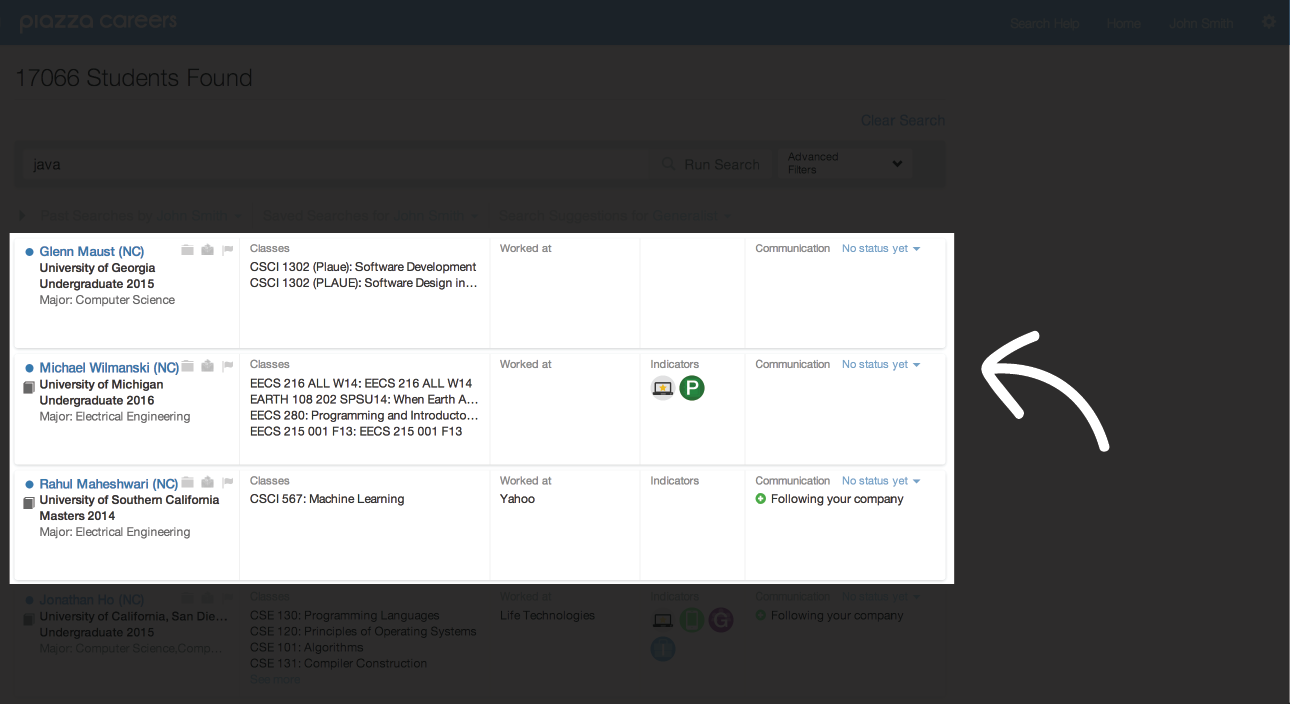 piazza careers
Search Help Home John Smith
17066 Students Found
Clear Search
java
Run Search
Advanced
Filters
Glenn Maust (NC)
University of Georgia
Undergraduate 2015
Major: Computer Science
Classes
CSCI 1302 (Plaue): Software Development
CSCI 1302 (PLAUE): Software Design in...
Worked at
Communication No status yet
Michael Wilmanski (NC)
University of Michigan
Undergraduate 2016
Major: Electrical Engineering
Classes
EECS 216 ALL W14: EECS 216 ALL W14
EARTH 108 202 SPSU14: When Earth A...
EECS 280: Programming and Introducto...
EECS 215 001 F13: EECS 215 001 F13
Worked at
Indicators
P
Communication No status yet
Rahul Maheshwari (NC)
University of Southern California
Masters 2014
Major: Electrical Engineering
Classes
CSCI 567: Machine Learning
Worked at
Yahoo
Indicators
Communication No status yet
Following your company
Jonathan Ho (NC)
University of California, San Die...
Undergraduate 2015
Major: Computer Science,Comp...
Classes
CSE 130: Programming Languages
CSE 120: Principles of Operating Systems
CSE 101: Algorithms
CSE 131: Compiler Construction
See more
Worked at
Life Technologies
Indicators
G
T
Communication No status yet
Following your company